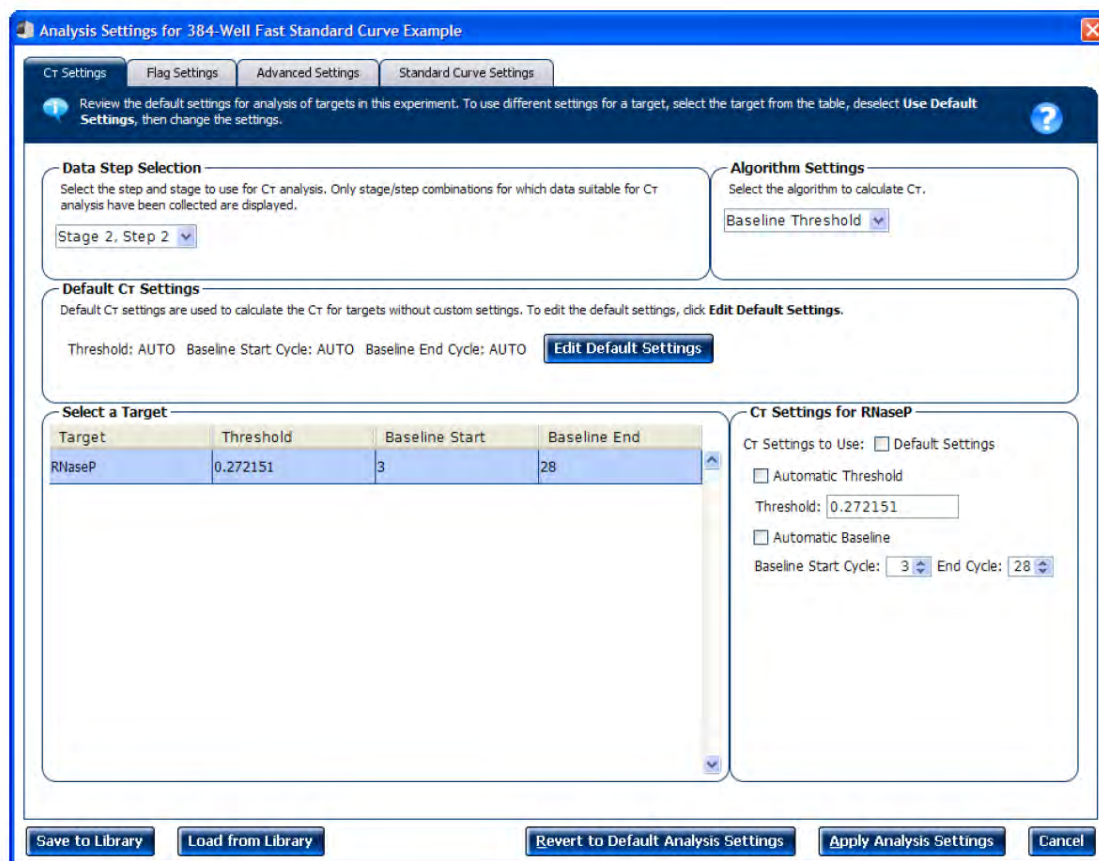 Analysis Settings for 384-Well Fast Standard Curve Example
CT Settings
Flag Settings
Advanced Settings
Standard Curve Settings
Review the default settings for analysis of targets in this experiment. To use different settings for a target, select the target from the table, deselect Use Default
Settings, then change the settings.
?
Data Step Selection
Select the step and stage to use for CT analysis. Only stage/step combinations for which data suitable for CT
analysis have been collected are displayed.
Stage 2, Step 2
Algorithm Settings
Select the algorithm to calculate CT.
Baseline Threshold
Default CT Settings
Default CT settings are used to calculate the CT for targets without custom settings. To edit the default settings, click Edit Default Settings.
Threshold: AUTO Baseline Start Cycle: AUTO Baseline End Cycle: AUTO Edit Default Settings
Select a Target
Target Threshold Baseline Start Baseline End
RNaseP 0.272151 3 28
CT Settings for RNaseP
CT Settings to Use: Default Settings
Automatic Threshold
Threshold: 0.272151
Automatic Baseline
Baseline Start Cycle: 3 End Cycle: 28
Save to Library Load from Library Revert to Default Analysis Settings Apply Analysis Settings Cancel